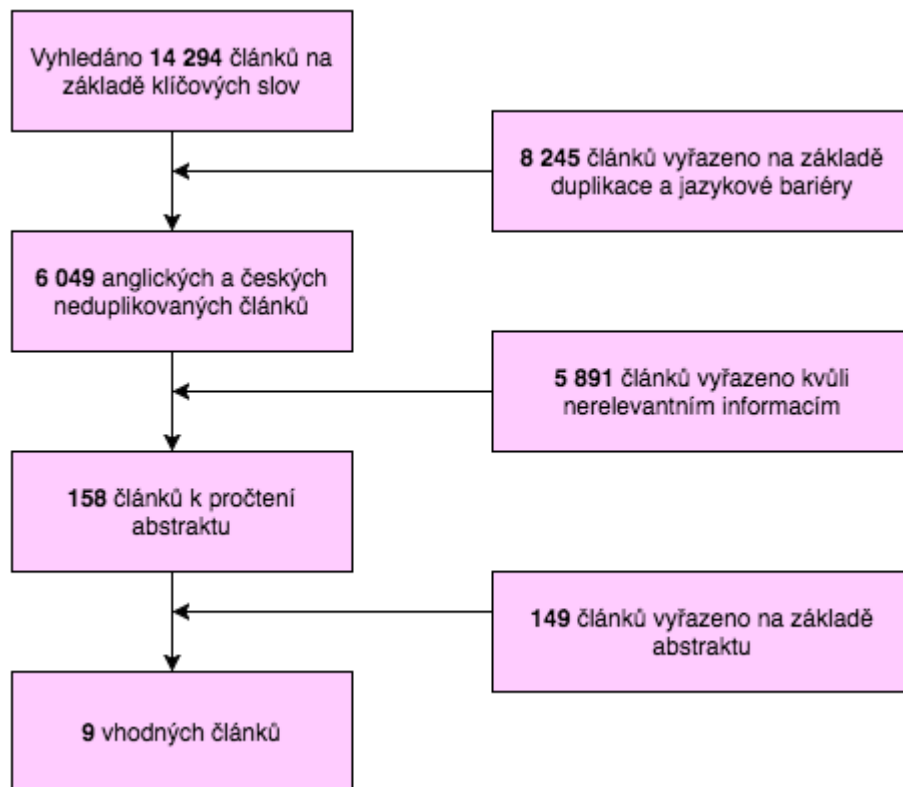 Vyhledáno 14 294 článků na
základě klíčových slov
8 245 článků vyřazeno na základě
duplikace a jazykové bariéry
6 049 anglických a českých
neduplikovaných článků
5 891 článků vyřazeno kvůli
nerelevantním informacím
158 článků k pročtení
abstraktu
149 článků vyřazeno na základě
abstraktu
9 vhodných článků